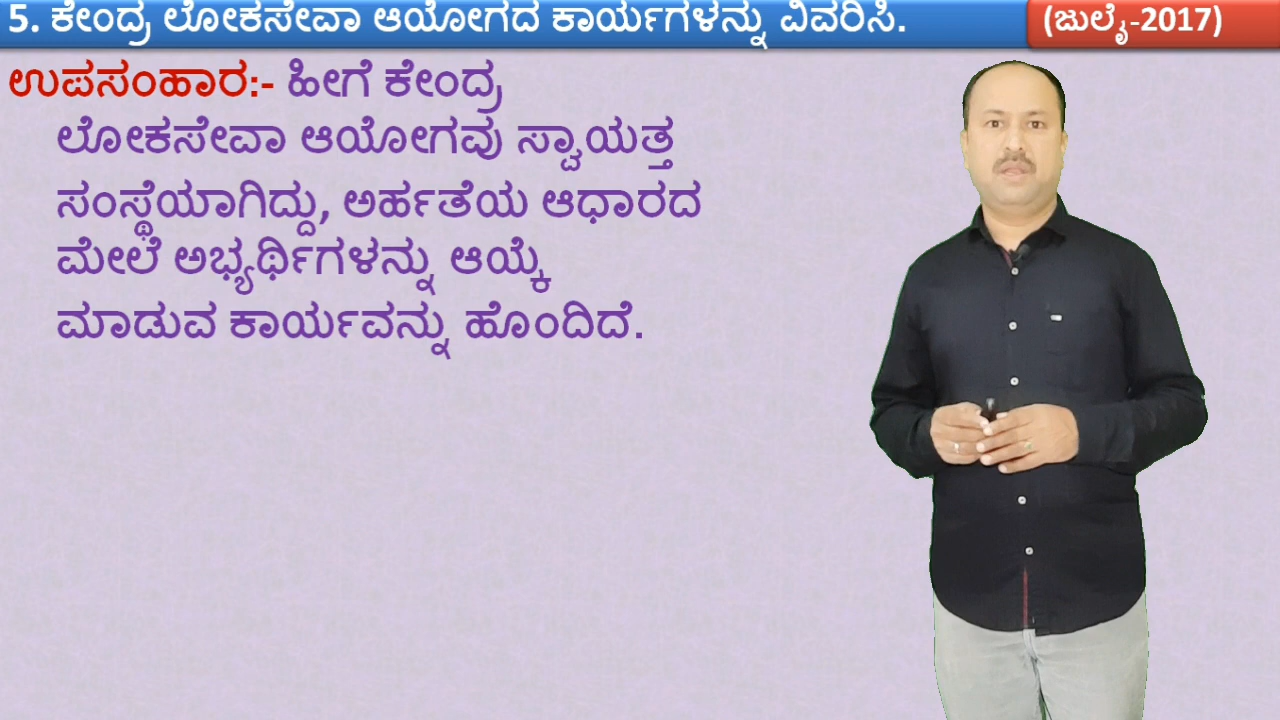 5. ಕೇಂದ್ರ ಲೋಕಸೇವಾ ಆಯೋಗದ ಕಾರ್ಯಗಳನ್ನು ವಿವರಿಸಿ. (ಜುಲೈ-2017)
ಉಪಸಂಹಾರ:- ಹೀಗೆ ಕೇಂದ್ರ
ಲೋಕಸೇವಾ ಆಯೋಗವು ಸ್ವಾಯತ್ತ
ಸಂಸ್ಥೆಯಾಗಿದ್ದು, ಅರ್ಹತೆಯ ಆಧಾರದ
ಮೇಲೆ ಅಭ್ಯರ್ಥಿಗಳನ್ನು ಆಯ್ಕೆ
ಮಾಡುವ ಕಾರ್ಯವನ್ನು ಹೊಂದಿದೆ.